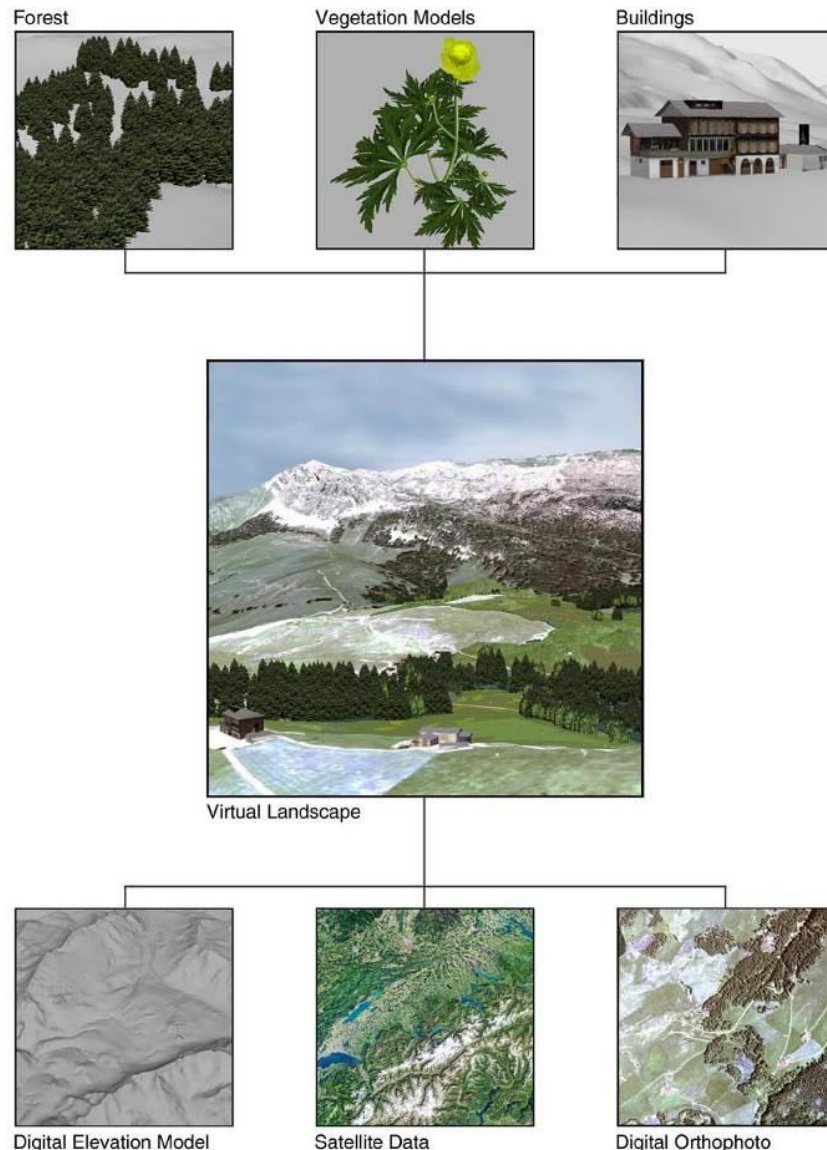 Forest
Vegetation Models
Buildings
Virtual Landscape
Digital Elevation Model
Satellite Data
Digital Orthophoto